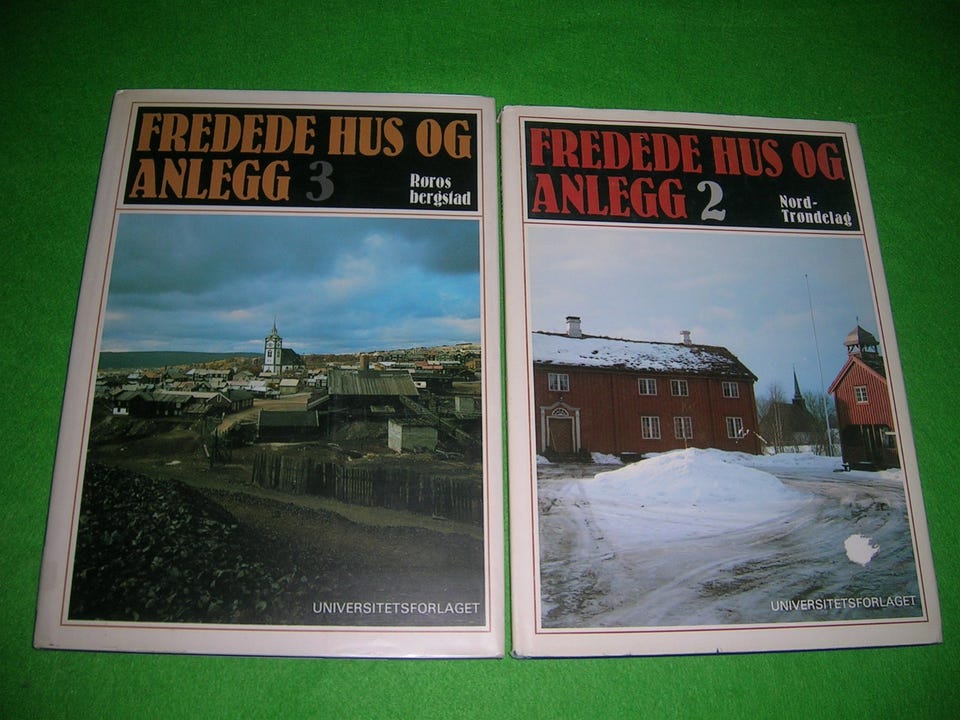 FREDEDE HUS OG
ANLEGG 3
Røros
bergstad
UNIVERSITETSFORLAGET
FREDEDE HUS OG
ANLEGG 2
Nord-
Trøndelag
UNIVERSITETSFORLAGET